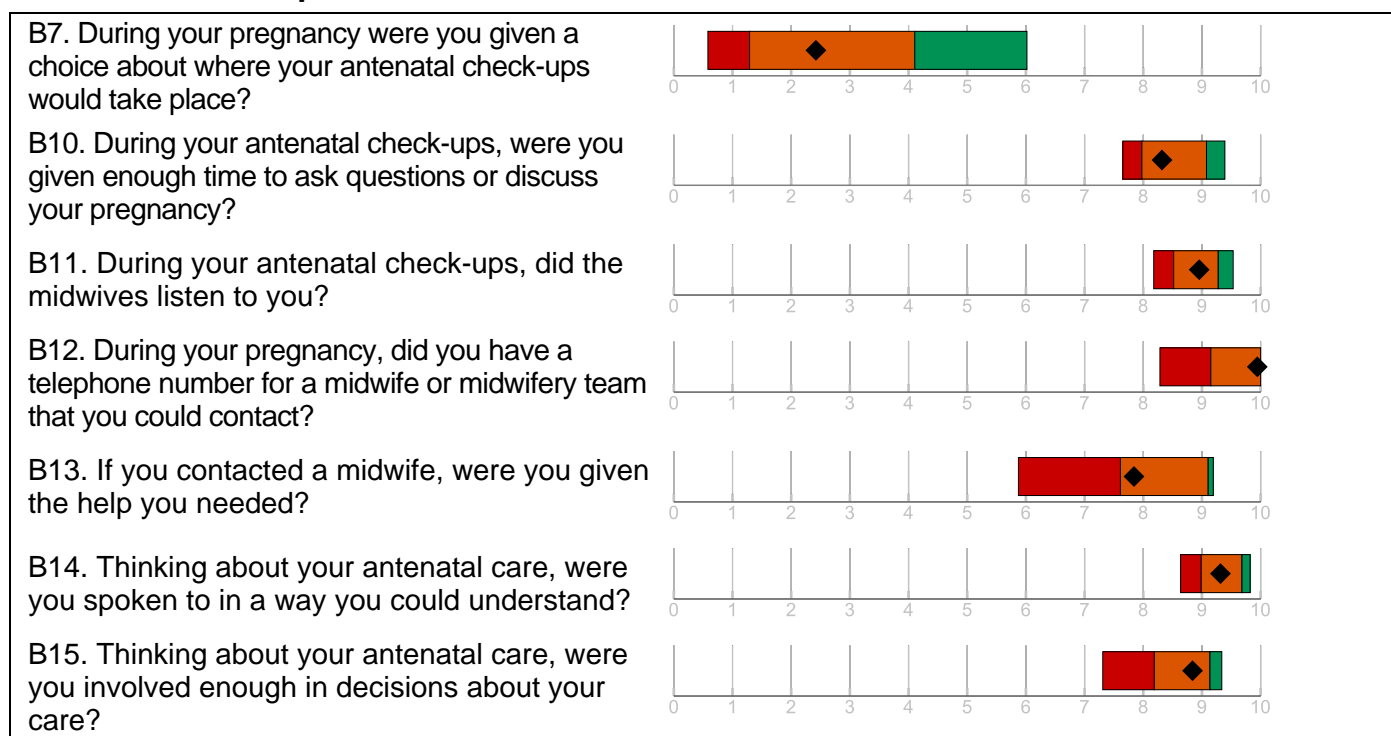 B7. During your pregnancy were you given a
choice about where your antenatal check-ups
would take place?
0 1 2 3 4 5 6 7 8 9 10
B10. During your antenatal check-ups, were you
given enough time to ask questions or discuss
your pregnancy?
0 1 2 3 4 5 6 7 8 9 10
B11. During your antenatal check-ups, did the
midwives listen to you?
0 1 2 3 4 5 6 7 8 9 10
B12. During your pregnancy, did you have a
telephone number for a midwife or midwifery team
that you could contact?
0 1 2 3 4 5 6 7 8 9 10
B13. If you contacted a midwife, were you given
the help you needed?
0 1 2 3 4 5 6 7 8 9 10
B14. Thinking about your antenatal care, were
you spoken to in a way you could understand?
0 1 2 3 4 5 6 7 8 9 10
B15. Thinking about your antenatal care, were
you involved enough in decisions about your
care?
0 1 2 3 4 5 6 7 8 9 10